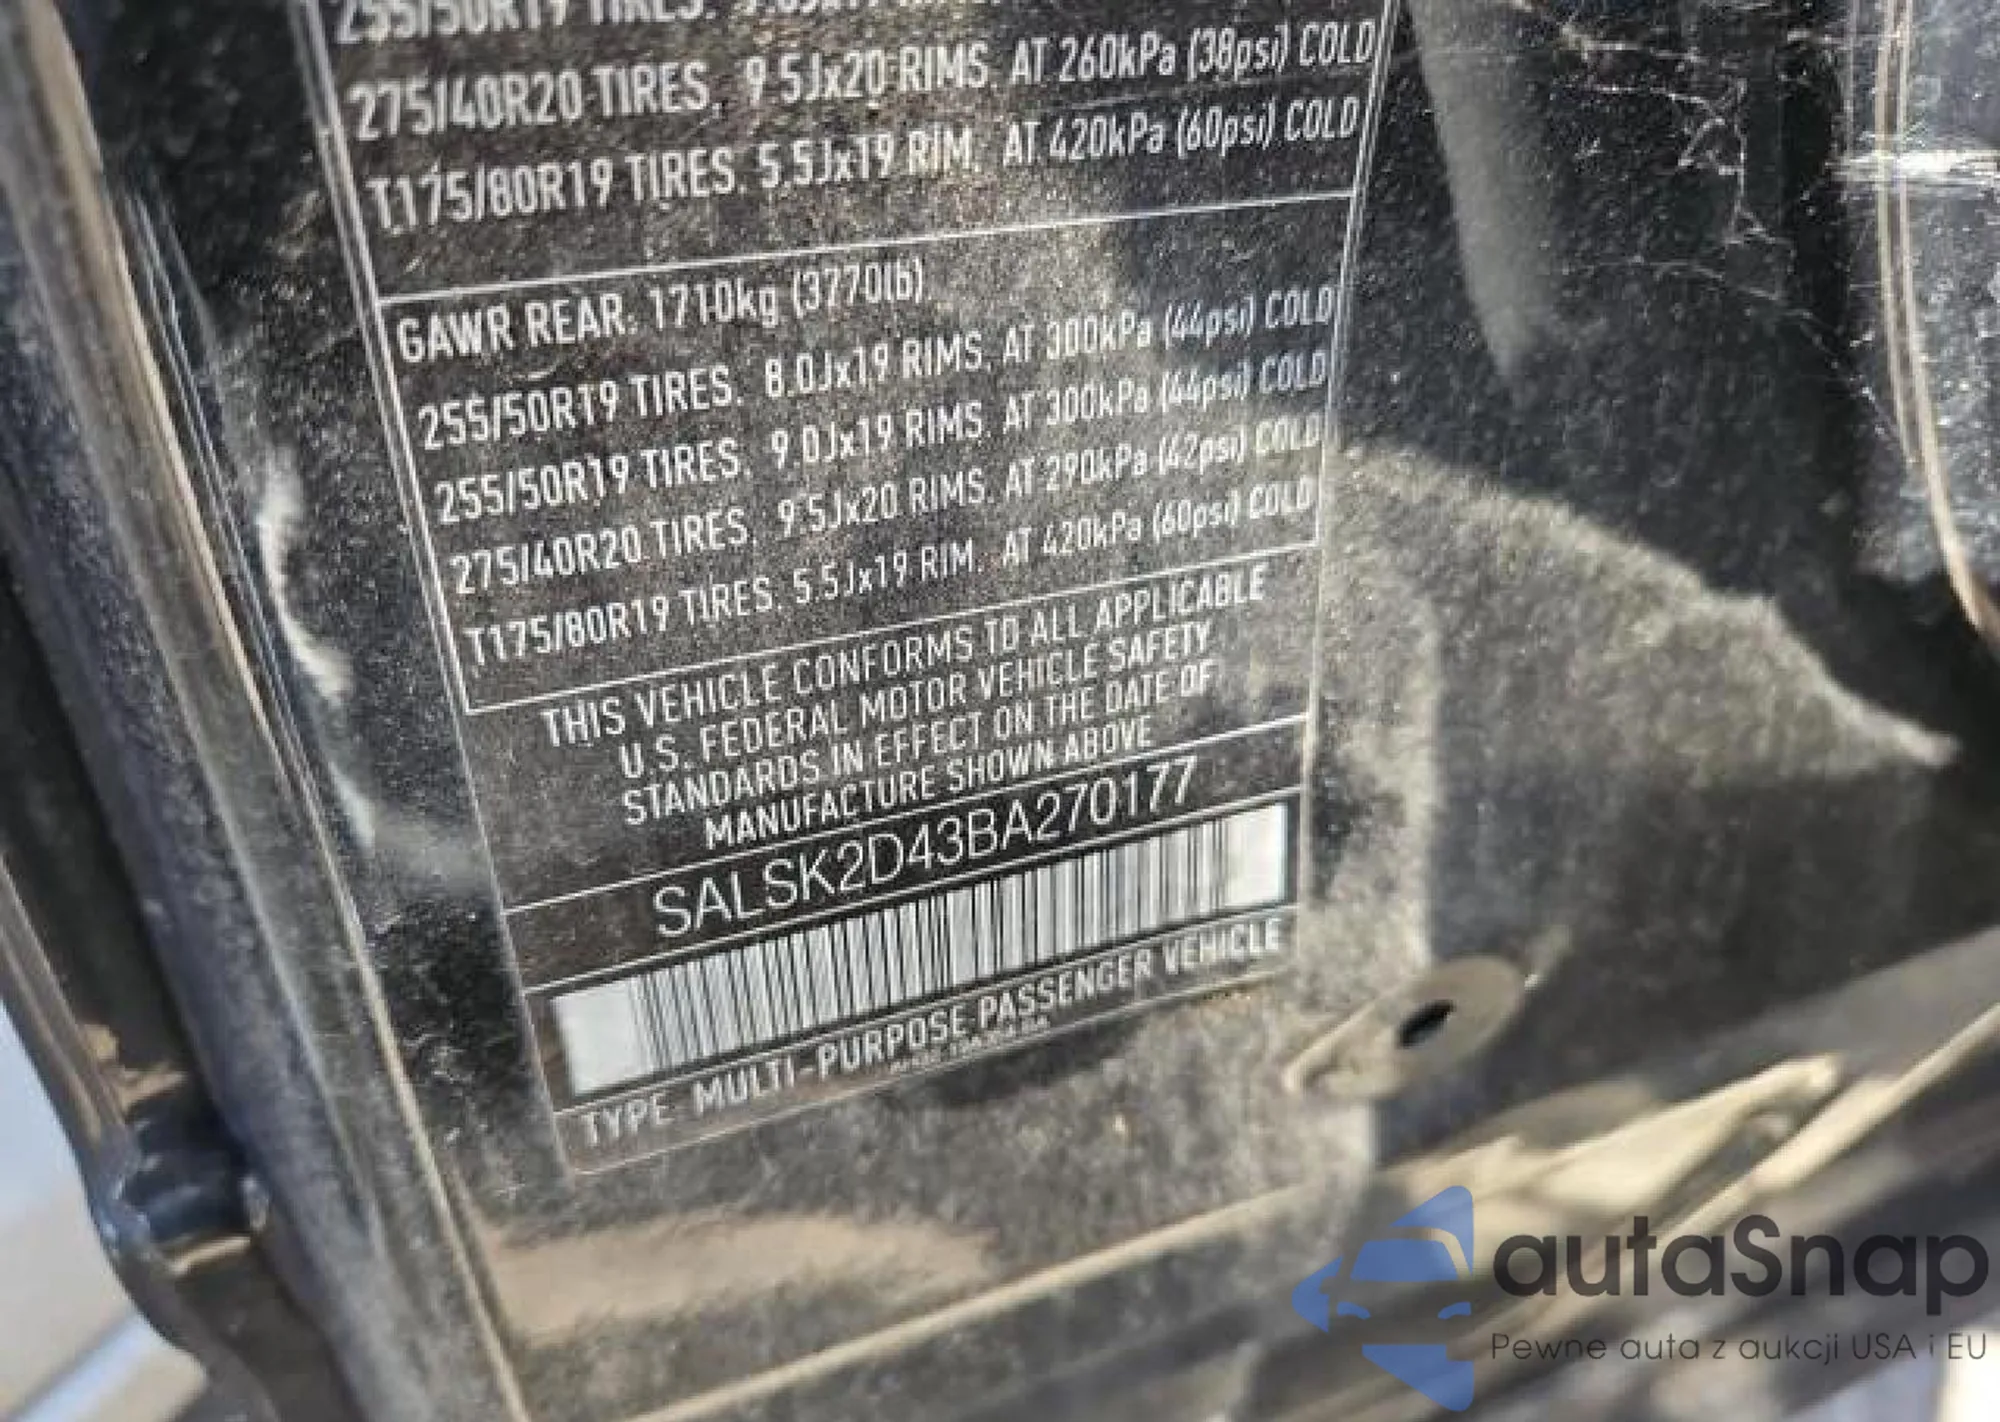 255/50R19 TIRES.
275/40R20 TIRES. 9.5Jx20 RIMS. AT 260kPa (38psi) COLD
T175/80R19 TIRES. 5.5Jx19 RIM. AT 420kPa (60psi) COLD
GAWR REAR. 1710kg (3770lb)
255/50R19 TIRES. 8.0Jx19 RIMS. AT 300kPa (44psi) COLD
255/50R19 TIRES. 9.0Jx19 RIMS. AT 300kPa (44psi) COLD
275/40R20 TIRES. 9.5Jx20 RIMS. AT 290kPa (42psi) COLD
T175/80R19 TIRES. 5.5Jx19 RIM. AT 420kPa (60psi) COLD
THIS VEHICLE CONFORMS TO ALL APPLICABLE
U.S. FEDERAL MOTOR VEHICLE SAFETY
STANDARDS IN EFFECT ON THE DATE OF
MANUFACTURE SHOWN ABOVE
SALSK2D43BA270177
TYPE. MULTI-PURPOSE PASSENGER VEHICLE
autaSnap
Pewne auta z aukcji USA i EU